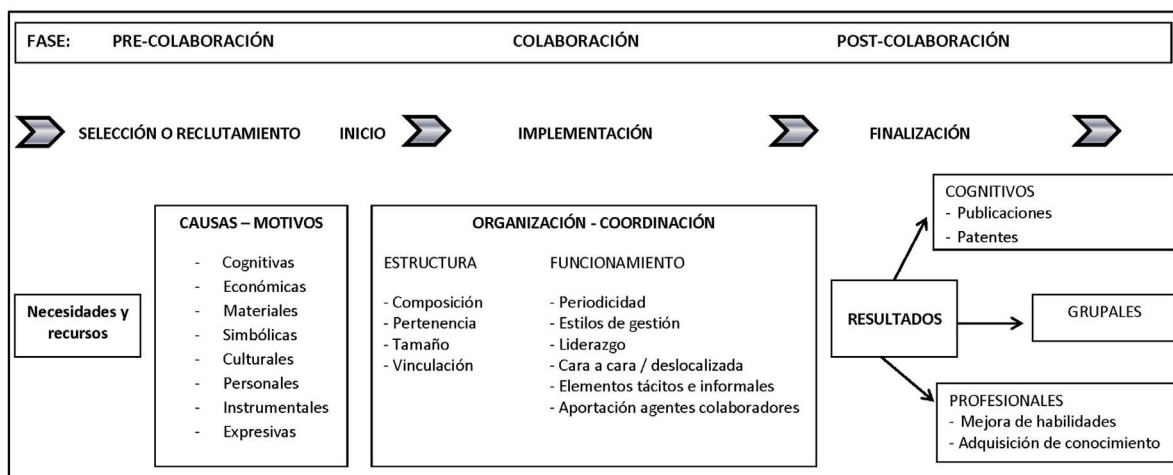 FASE: PRE-COLABORACIÓN COLABORACIÓN POST-COLABORACIÓN
SELECCIÓN O RECLUTAMIENTO INICIO IMPLEMENTACIÓN FINALIZACIÓN
Necesidades y
recursos
CAUSAS – MOTIVOS
- Cognitivas
- Económicas
- Materiales
- Simbólicas
- Culturales
- Personales
- Instrumentales
- Expresivas
ORGANIZACIÓN - COORDINACIÓN
ESTRUCTURA
- Composición
- Pertenencia
- Tamaño
- Vinculación
FUNCIONAMIENTO
- Periodicidad
- Estilos de gestión
- Liderazgo
- Cara a cara / deslocalizada
- Elementos tácitos e informales
- Aportación agentes colaboradores
RESULTADOS
COGNITIVOS
- Publicaciones
- Patentes
GRUPALES
PROFESIONALES
- Mejora de habilidades
- Adquisición de conocimiento